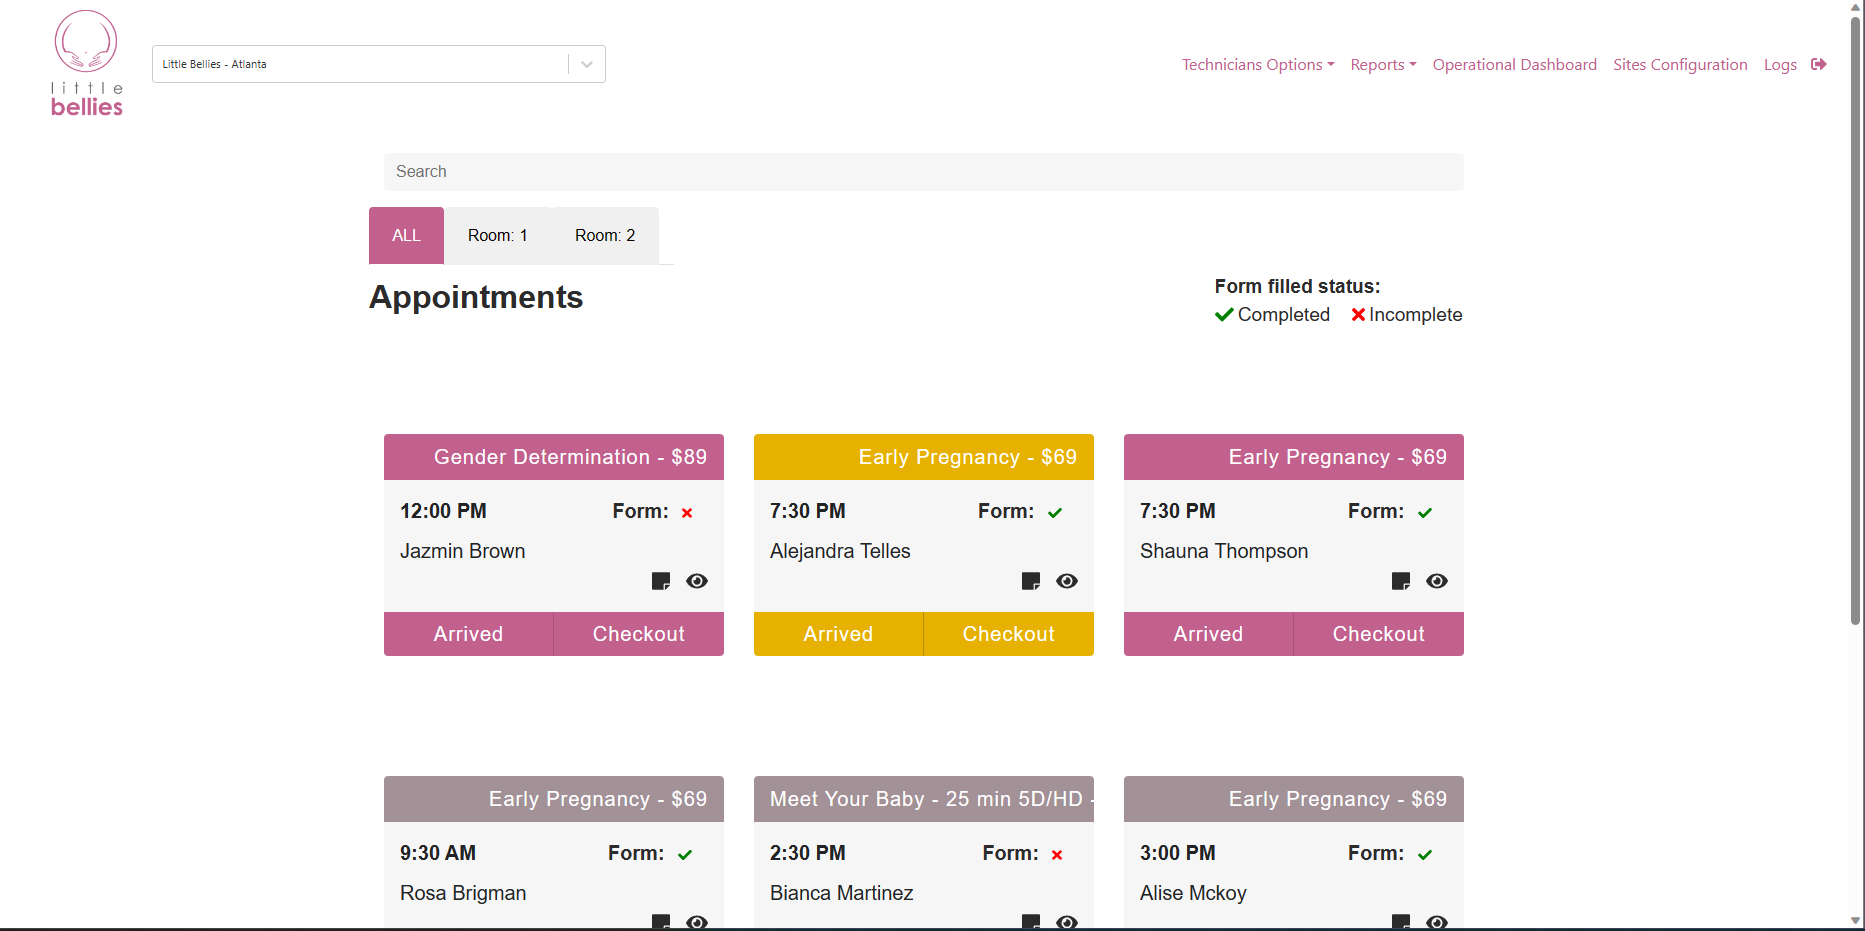 little
bellies
Little Bellies - Atlanta
Technicians Options
Reports
Operational Dashboard
Sites Configuration
Logs
Search
ALL
Room: 1
Room: 2
Appointments
Form filled status:
Completed
Incomplete
Gender Determination - $89
12:00 PM
Form:
Jazmin Brown
Arrived
Checkout
Early Pregnancy - $69
7:30 PM
Form:
Alejandra Telles
Arrived
Checkout
Early Pregnancy - $69
7:30 PM
Form:
Shauna Thompson
Arrived
Checkout
Early Pregnancy - $69
9:30 AM
Form:
Rosa Brigman
Meet Your Baby - 25 min 5D/HD -
2:30 PM
Form:
Bianca Martinez
Early Pregnancy - $69
3:00 PM
Form:
Alise Mckoy